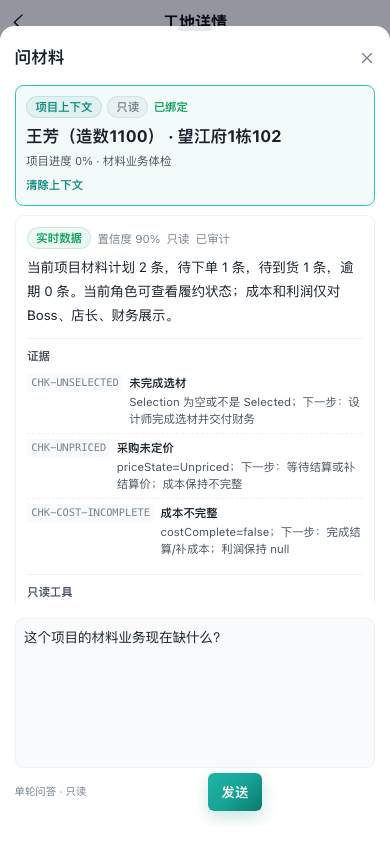 工地详情
问材料
项目上下文 只读 已绑定
王芳（造数1100）· 望江府1栋102
项目进度 0% · 材料业务体检
清除上下文
实时数据 置信度 90% 只读 已审计
当前项目材料计划 2 条，待下单 1 条，待到货 1 条，逾
期 0 条。当前角色可查看履约状态；成本和利润仅对
Boss、店长、财务展示。
证据
CHK-UNSELECTED 未完成选材
Selection 为空或不是 Selected；下一步：设
计师完成选材并交付财务
CHK-UNPRICED 采购未定价
priceState=Unpriced；下一步：等待结算或补
结算价；成本保持不完整
CHK-COST-INCOMPLETE 成本不完整
costComplete=false；下一步：完成结
算/补成本；利润保持 null
只读工具
这个项目的材料业务现在缺什么?
单轮问答 · 只读
发送